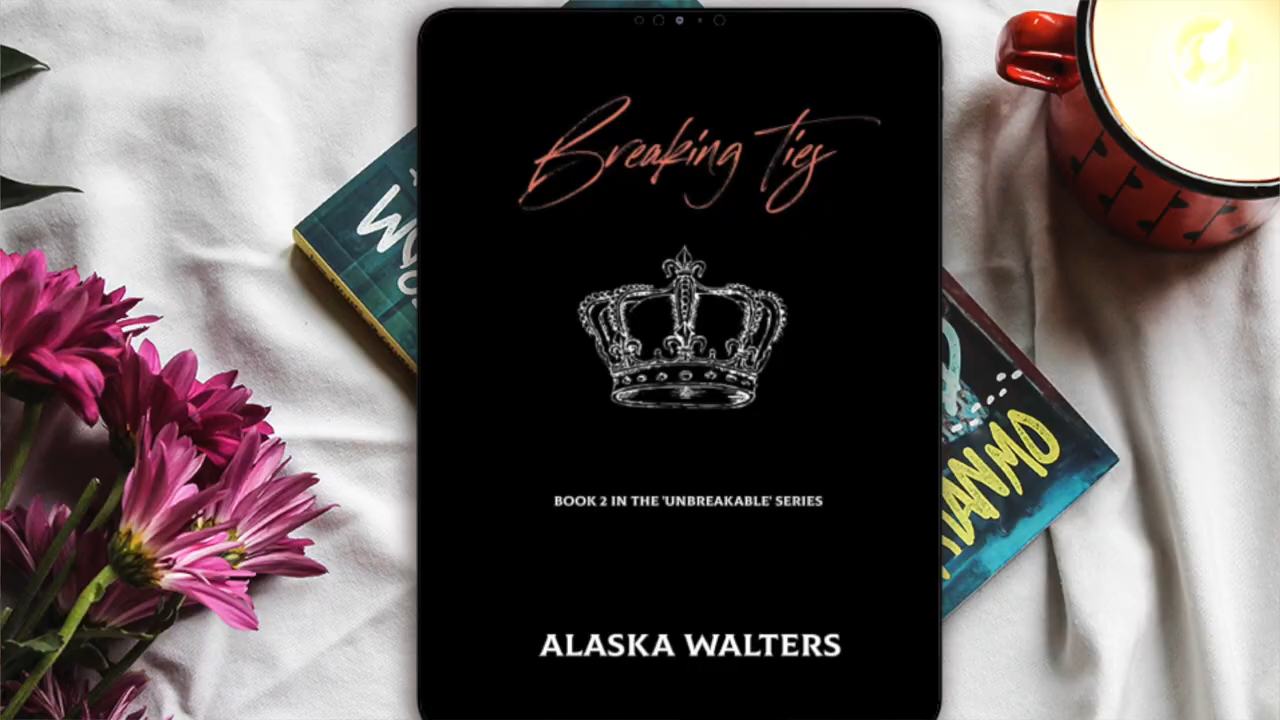 Breaking Ties
BOOK 2 IN THE 'UNBREAKABLE' SERIES
ALASKA WALTERS